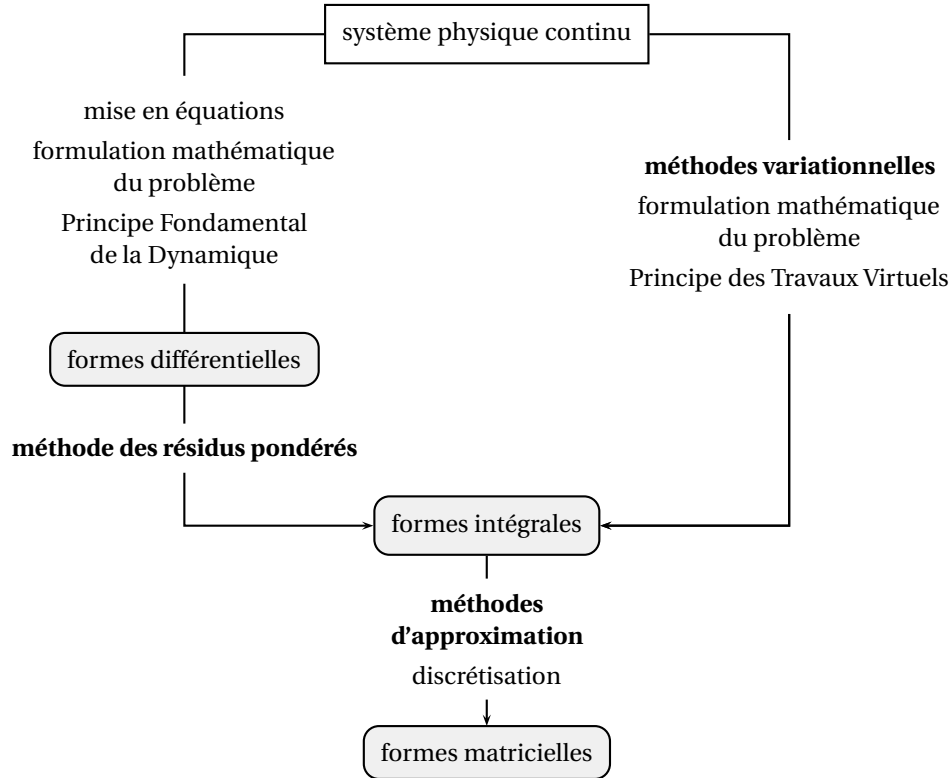 système physique continu
mise en équations
formulation mathématique
du problème
Principe Fondamental
de la Dynamique
formes différentielles
méthode des résidus pondérés
méthodes variationnelles
formulation mathématique
du problème
Principe des Travaux Virtuels
formes intégrales
méthodes
d'approximation
discrétisation
formes matricielles